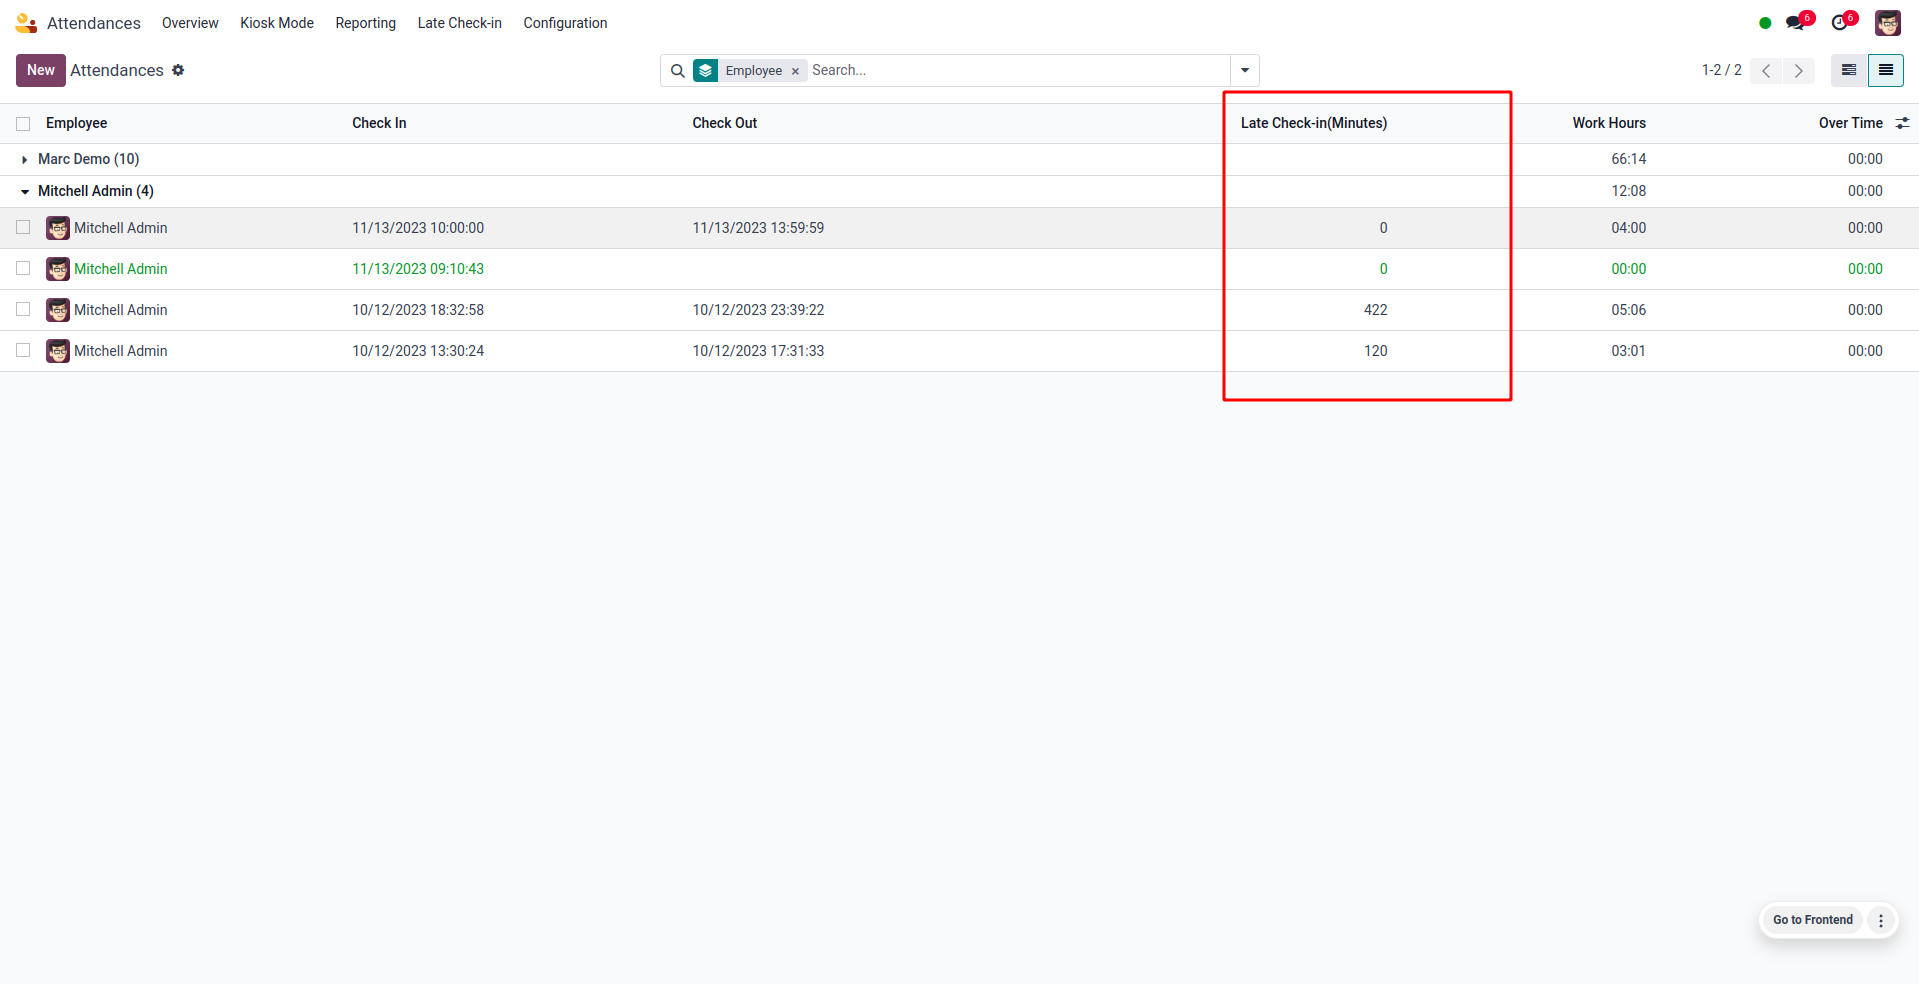 Attendances Overview Kiosk Mode Reporting Late Check-in Configuration 6 6
New Attendances Employee × Search... 1-2 / 2
Employee Check In Check Out Late Check-in(Minutes) Work Hours Over Time
Marc Demo (10) 66:14 00:00
Mitchell Admin (4) 12:08 00:00
Mitchell Admin 11/13/2023 10:00:00 11/13/2023 13:59:59 0 04:00 00:00
Mitchell Admin 11/13/2023 09:10:43 0 00:00 00:00
Mitchell Admin 10/12/2023 18:32:58 10/12/2023 23:39:22 422 05:06 00:00
Mitchell Admin 10/12/2023 13:30:24 10/12/2023 17:31:33 120 03:01 00:00
Go to Frontend